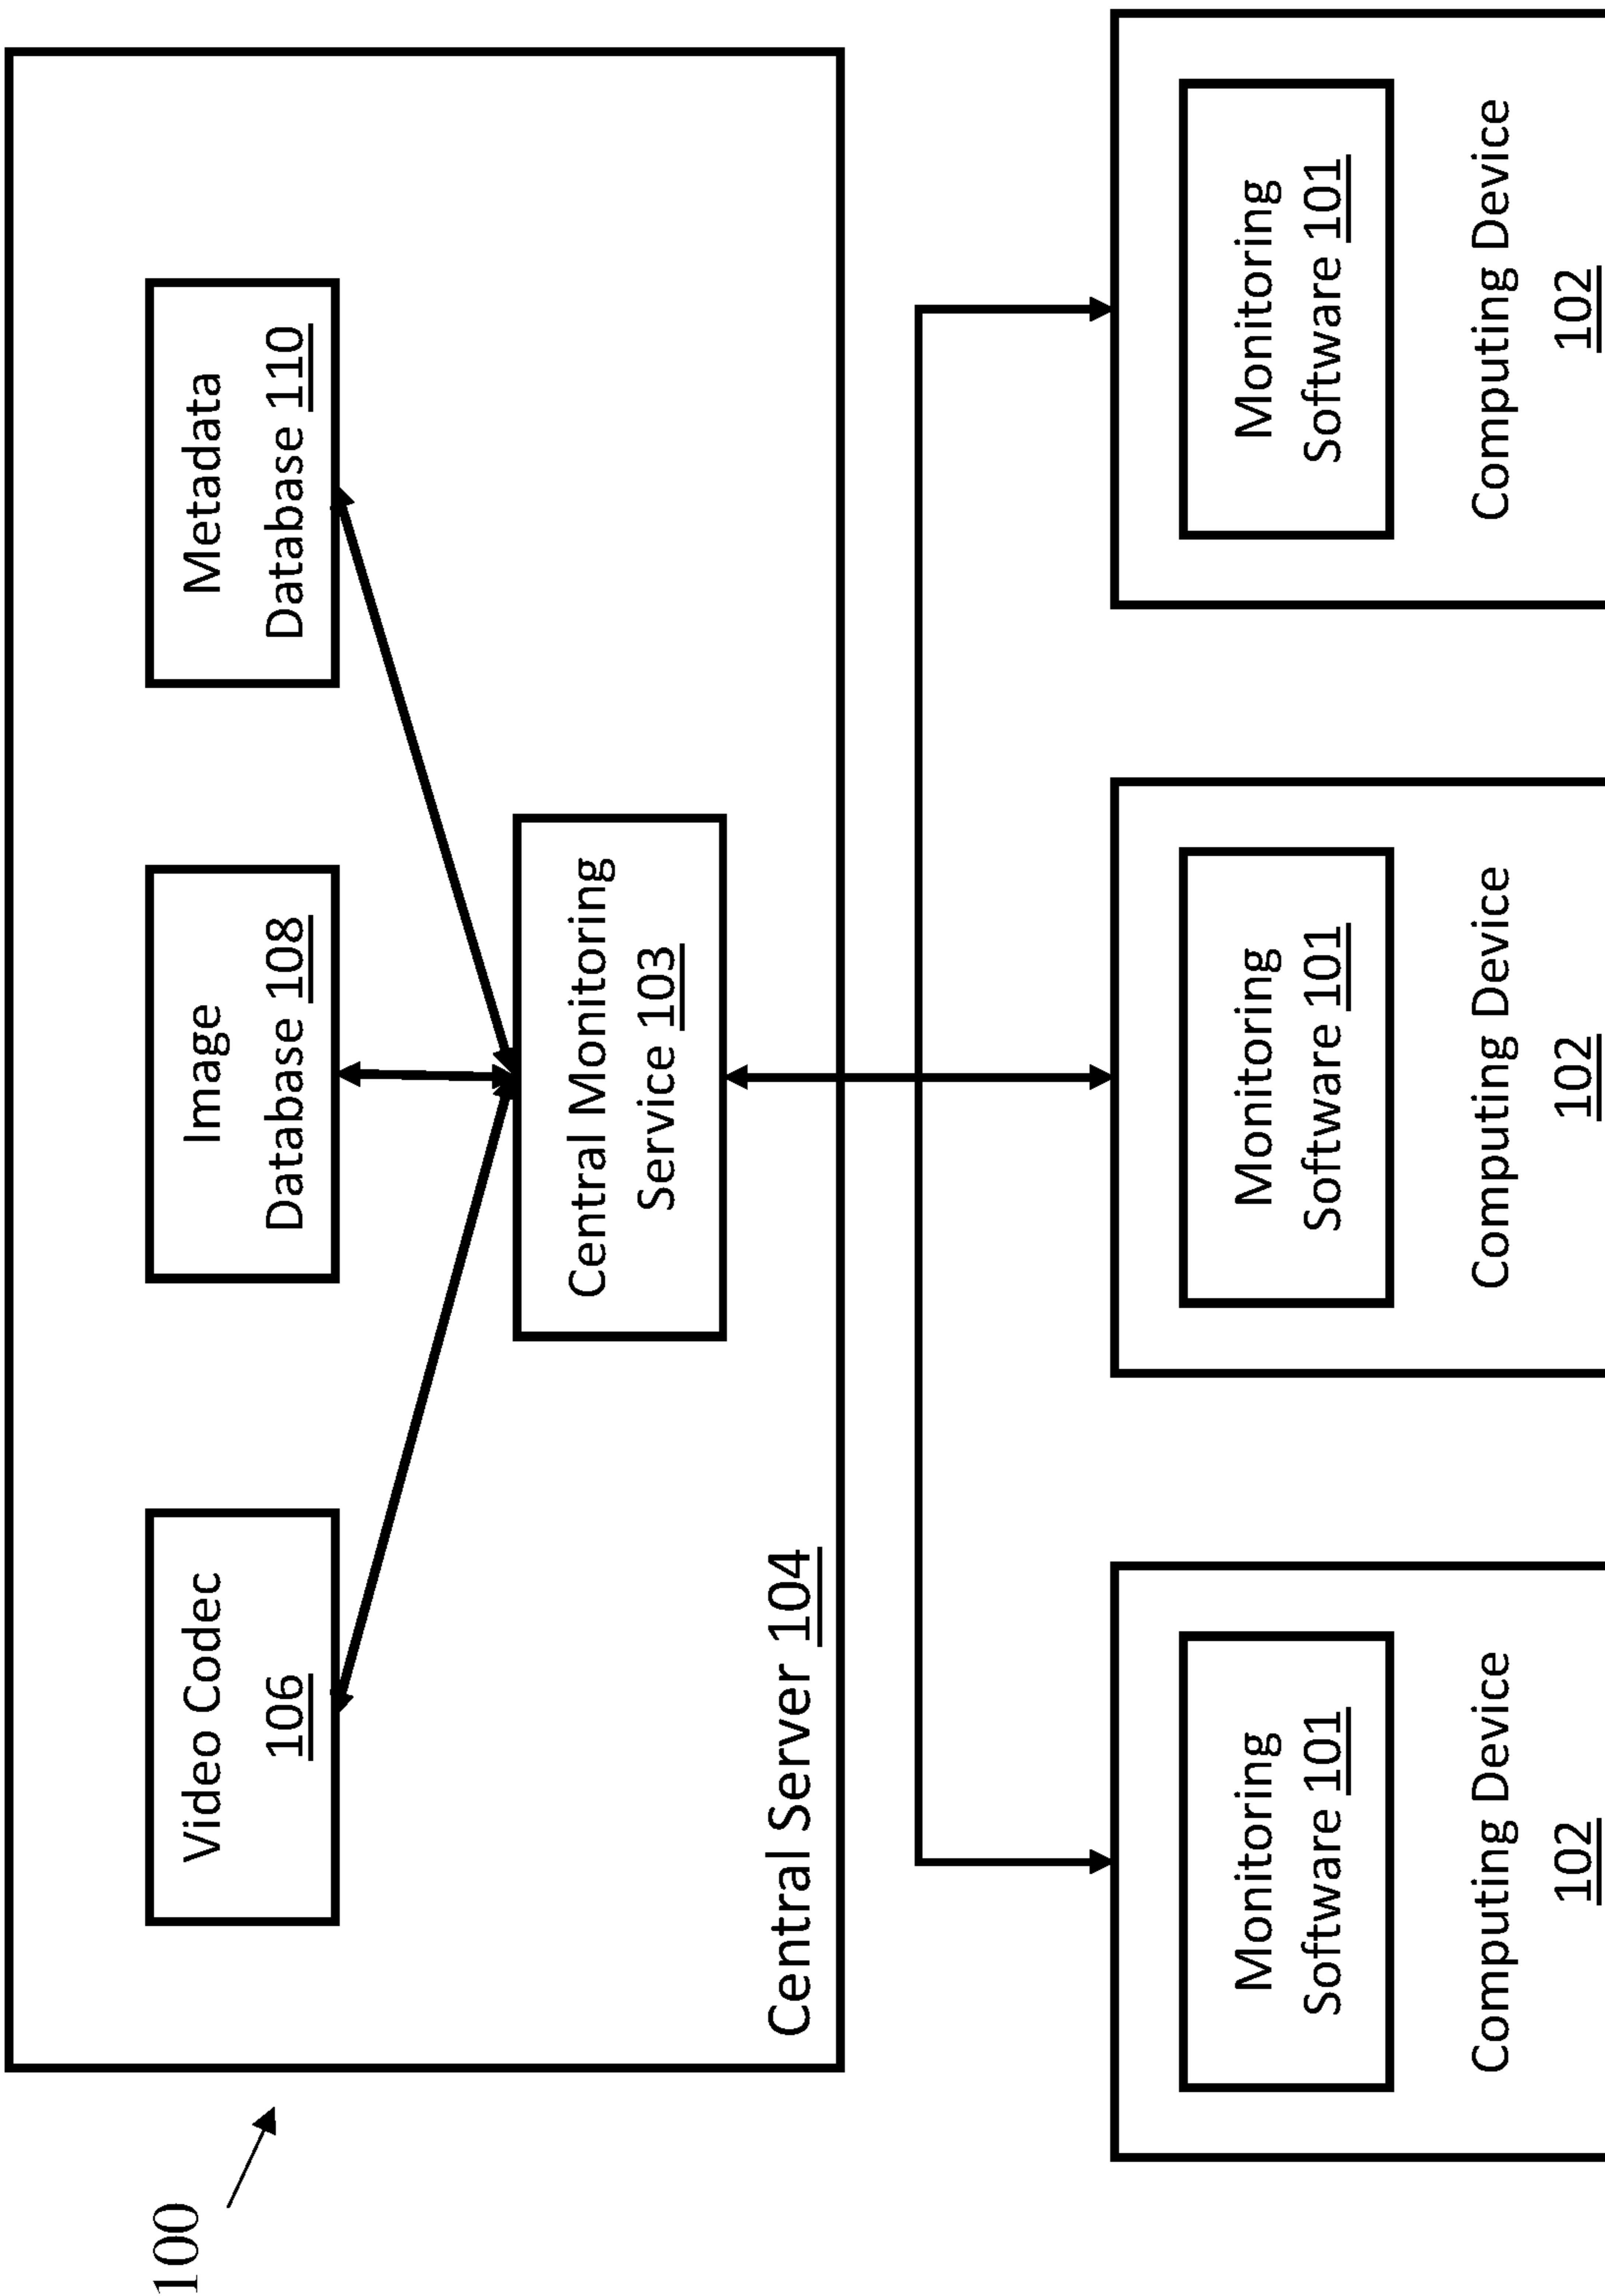 100
Video Codec
106
Image
Database 108
Metadata
Database 110
Central Monitoring
Service 103
Central Server 104
Monitoring
Software 101
Computing Device
102
Monitoring
Software 101
Computing Device
102
Monitoring
Software 101
Computing Device
102